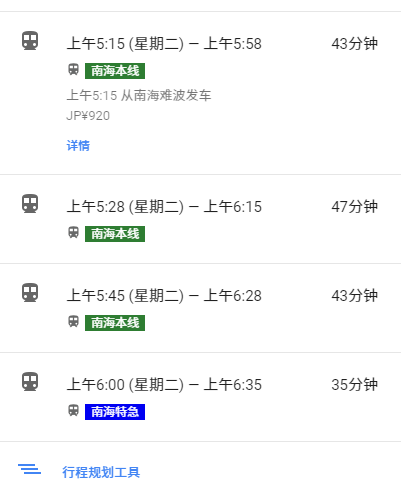 上午5:15 (星期二) — 上午5:58 43分钟
南海本线
上午5:15 从南海难波发车
JP¥920
详情
上午5:28 (星期二) — 上午6:15 47分钟
南海本线
上午5:45 (星期二) — 上午6:28 43分钟
南海本线
上午6:00 (星期二) — 上午6:35 35分钟
南海特急
行程规划工具